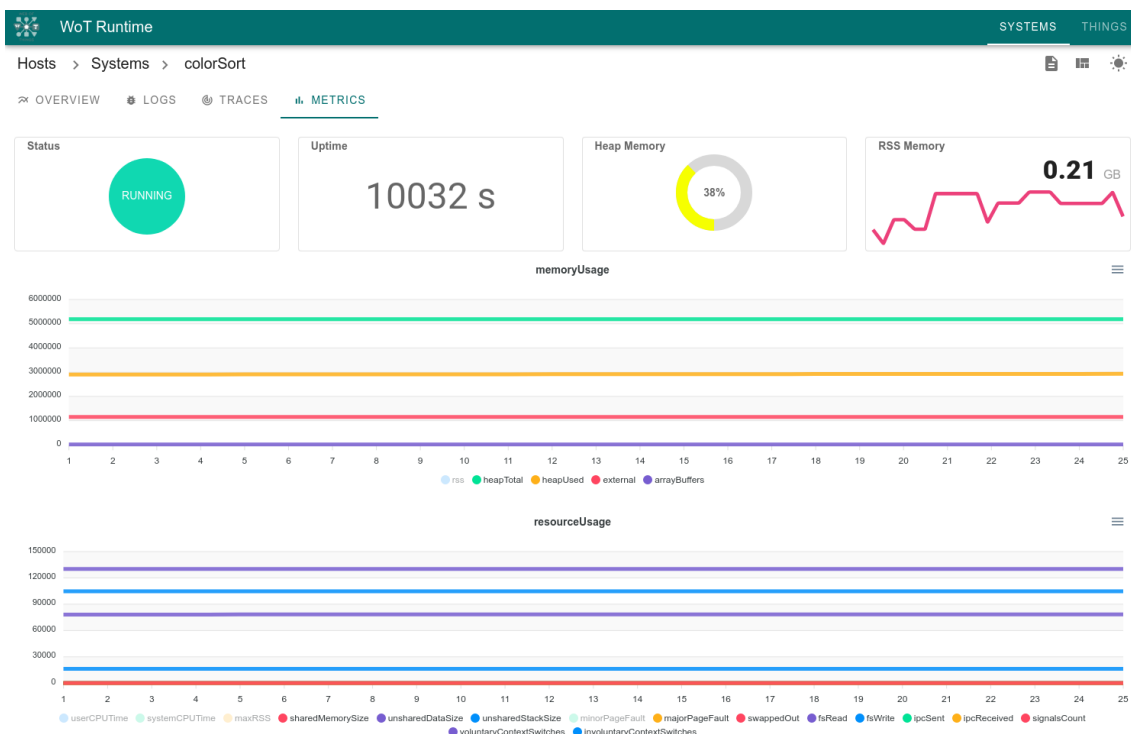 WoT Runtime SYSTEMS THINGS
Hosts > Systems > colorSort
OVERVIEW LOGS TRACES METRICS
Status Uptime Heap Memory RSS Memory
0.21 GB
RUNNING 10032 s 38%
memoryUsage
6000000
5000000
4000000
3000000
2000000
1000000
0
1 2 3 4 5 6 7 8 9 10 11 12 13 14 15 16 17 18 19 20 21 22 23 24 25
rss heapTotal heapUsed external arrayBuffers
resourceUsage
150000
120000
90000
60000
30000
0
1 2 3 4 5 6 7 8 9 10 11 12 13 14 15 16 17 18 19 20 21 22 23 24 25
userCPUTime systemCPUTime maxRSS sharedMemorySize unsharedDataSize unsharedStackSize minorPageFault majorPageFault swappedOut fsRead fsWrite ipcSent ipcReceived signalsCount
voluntaryContextSwitches involuntaryContextSwitches